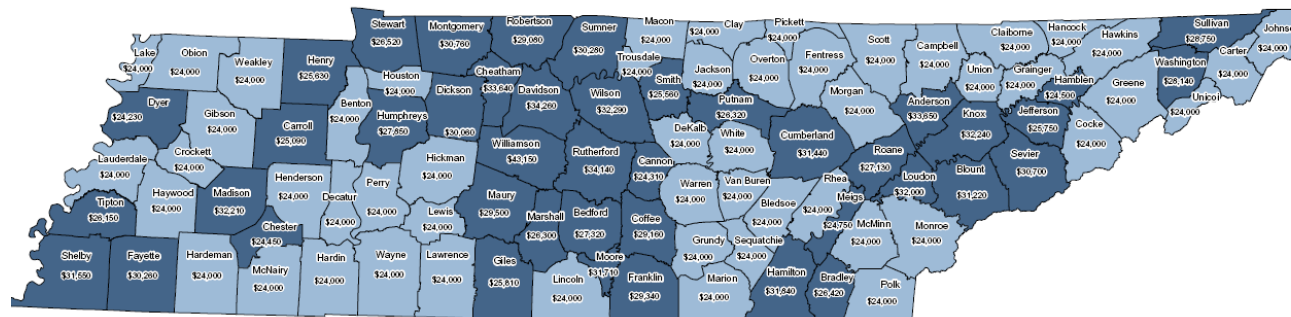 Lake
$24,000
Obion
$24,000
Weakley
$24,000
Henry
$25,630
Stewart
$26,520
Montgomery
$30,760
Robertson
$29,080
Sumner
$30,280
Macon
$24,000
Trousdale
$24,000
Clay
$24,000
Pickett
$24,000
Jackson
$24,000
Overton
$24,000
Fentress
$24,000
Scott
$24,000
Campbell
$24,000
Claiborne
$24,000
Hancock
$24,000
Hawkins
$24,000
Sullivan
$26,750
Johnso
$24,000
Carter
$24,000
Washington
$26,140
Unicoi
$24,000
Greene
$24,000
Hamblen
$24,500
Grainger
$24,000
Union
$24,000
Anderson
$33,650
Knox
$32,240
Jefferson
$25,750
Cocke
$24,000
Sevier
$30,700
Blount
$31,220
Loudon
$32,000
Roane
$27,130
Morgan
$24,000
Cumberland
$31,440
Putnam
$26,320
Smith
$25,560
Wilson
$32,290
Davidson
$34,260
Cheatham
$33,640
Dickson
$30,060
Houston
$24,000
Humphreys
$27,650
Benton
$24,000
Carroll
$25,090
Gibson
$24,000
Dyer
$24,230
Crockett
$24,000
Lauderdale
$24,000
Haywood
$24,000
Tipton
$26,150
Madison
$32,210
Henderson
$24,000
Decatur
$24,000
Perry
$24,000
Hickman
$24,000
Lewis
$24,000
Williamson
$43,150
Rutherford
$34,140
Cannon
$24,310
DeKalb
$24,000
White
$24,000
Warren
$24,000
Van Buren
$24,000
Bledsoe
$24,000
Rhea
$24,000
Meigs
$24,750
McMinn
$24,000
Monroe
$24,000
Polk
$24,000
Bradley
$26,420
Hamilton
$31,840
Sequatchie
$24,000
Grundy
$24,000
Marion
$24,000
Franklin
$29,340
Coffee
$29,160
Moore
$31,710
Bedford
$27,320
Marshall
$26,300
Maury
$29,500
Giles
$25,810
Lincoln
$24,000
Lawrence
$24,000
Wayne
$24,000
Hardin
$24,000
McNairy
$24,000
Chester
$24,450
Hardeman
$24,000
Fayette
$30,260
Shelby
$31,550